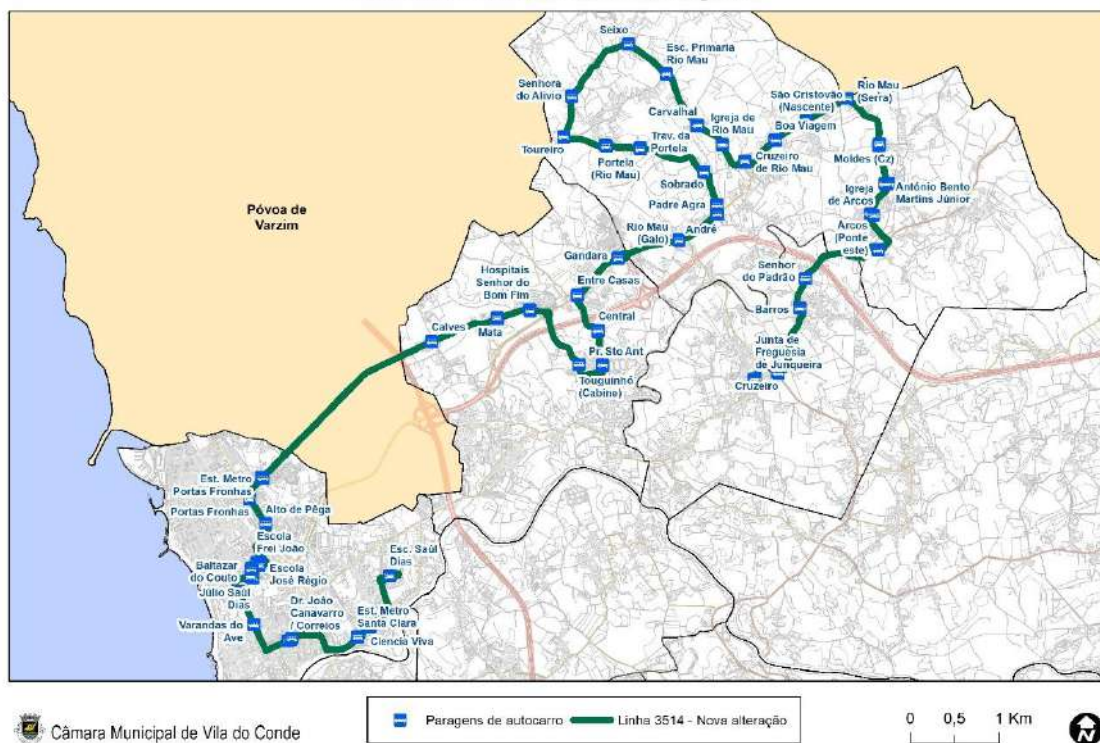 Seixo
Esc. Primaria
Rio Mau
Senhora
do Alivio
São Cristovão
(Nascente)
Rio Mau
(Serra)
Carvalhal
Igreja de
Rio Mau
Boa Viagem
Toureiro
Trav. da
Portela
Portela
(Rio Mau)
Cruzeiro
de Rio Mau
Moldes (Cz)
Sobrado
Igreja
de Arcos
António Bento
Martins Júnior
Padre Agra
Póvoa de
Varzim
Rio Mau
(Galo)
André
Arcos
(Ponte
este)
Gandara
Hospitais
Senhor do
Bom Fim
Entre Casas
Senhor
do Padrão
Calves
Mata
Central
Barros
Pr. Sto Ant
Junta de
Freguesia
de Junqueira
Touguinhó
(Cabine)
Cruzeiro
Est. Metro
Portas Fronhas
Portas Fronhas
Alto de Pêga
Escola
Frei João
Esc. Saúl
Dias
Baltazar
do Couto
Escola
José Régio
Júlio Saúl
Dias
Dr. João
Canavarro
/ Correios
Est. Metro
Santa Clara
Varandas do
Ave
Ciencia Viva
Câmara Municipal de Vila do Conde
Paragens de autocarro
Linha 3514 - Nova alteração
0 0,5 1 Km
N